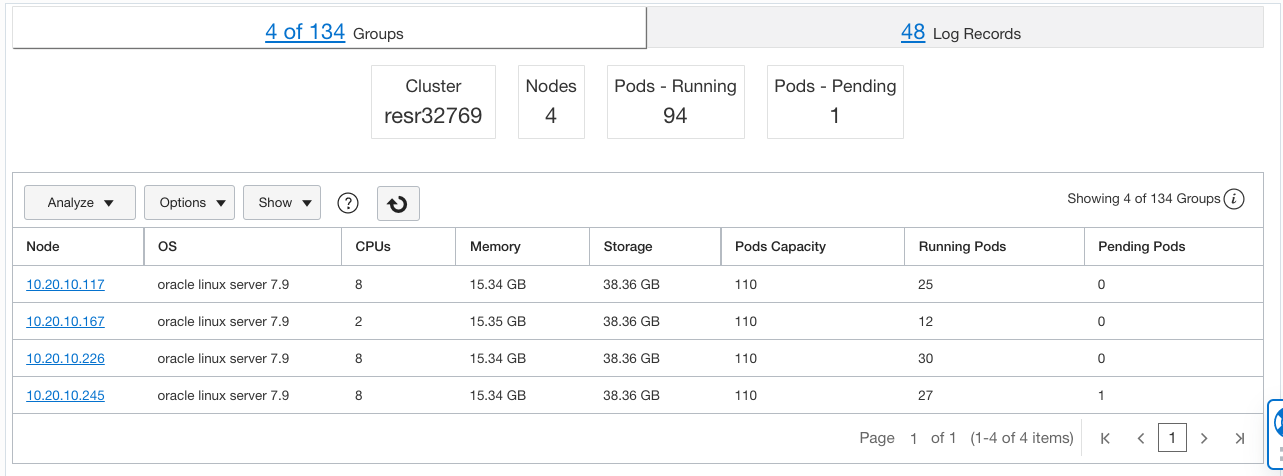 4 of 134 Groups 48 Log Records
Cluster Nodes Pods - Running Pods - Pending
resr32769 4 94 1
Analyze Options Show ? Showing 4 of 134 Groups i
Node OS CPUs Memory Storage Pods Capacity Running Pods Pending Pods
10.20.10.117 oracle linux server 7.9 8 15.34 GB 38.36 GB 110 25 0
10.20.10.167 oracle linux server 7.9 2 15.35 GB 38.36 GB 110 12 0
10.20.10.226 oracle linux server 7.9 8 15.34 GB 38.36 GB 110 30 0
10.20.10.245 oracle linux server 7.9 8 15.34 GB 38.36 GB 110 27 1
Page 1 of 1 (1-4 of 4 items) 1